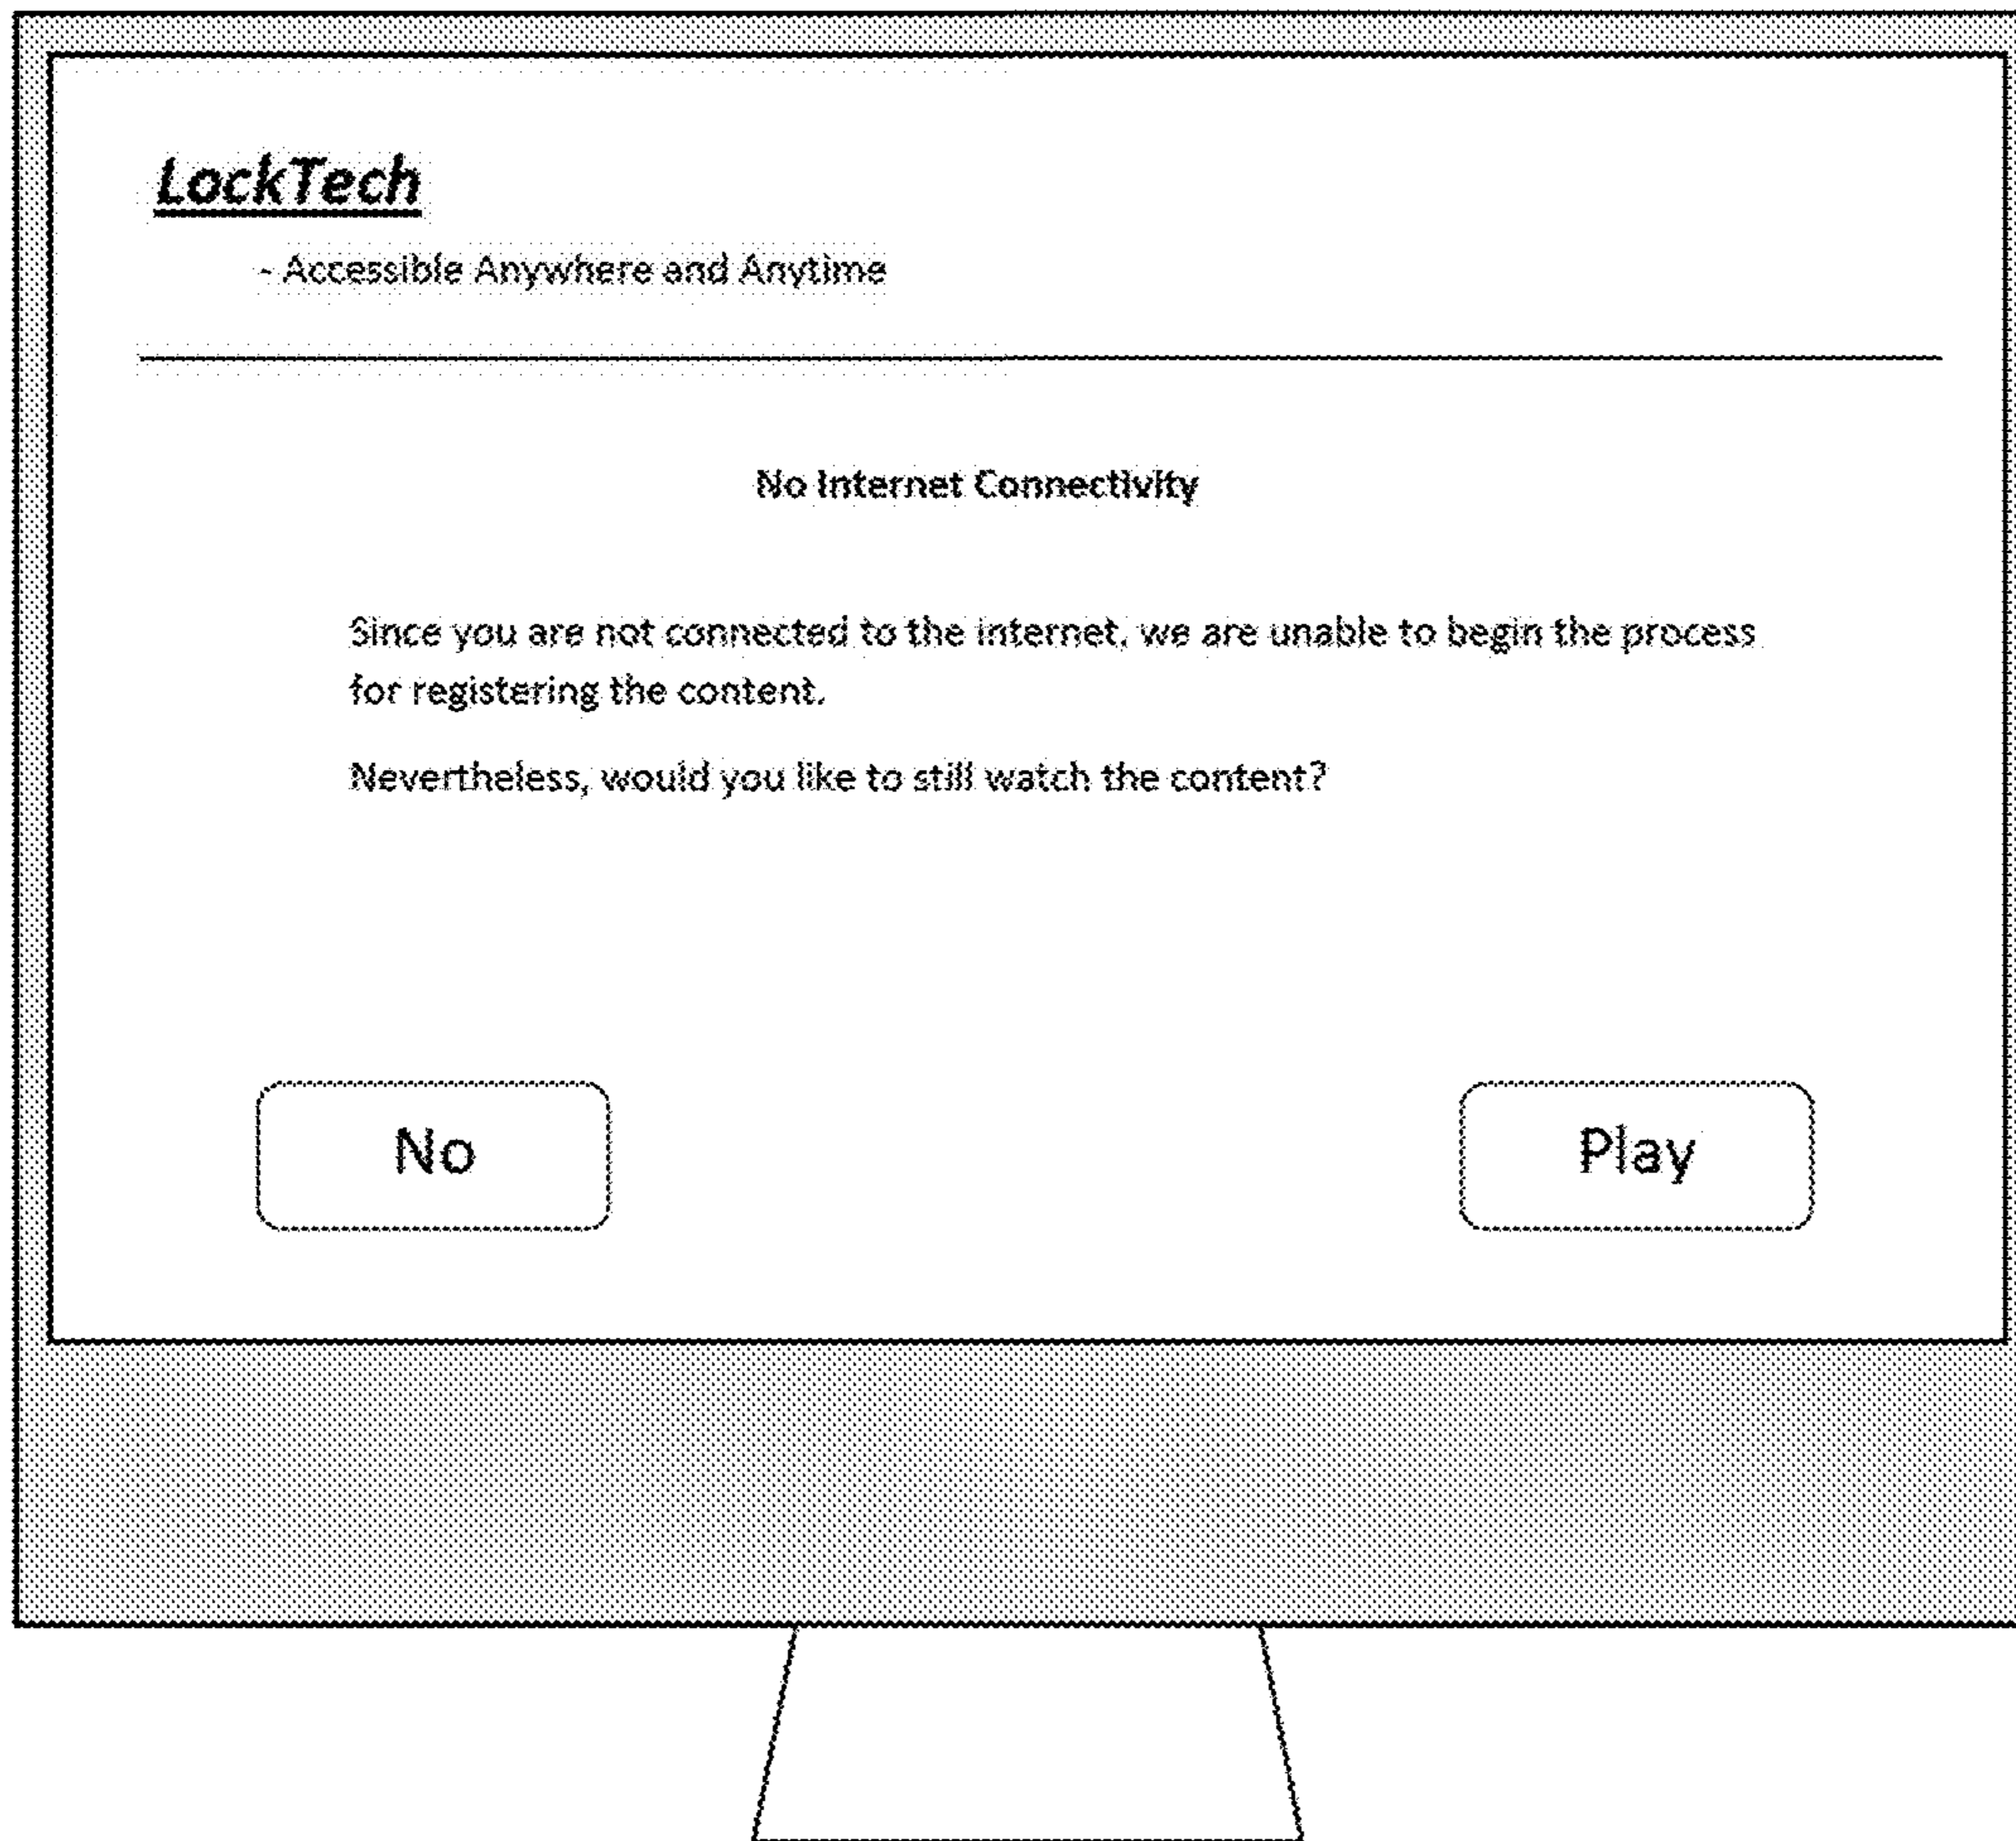 LockTech
- Accessible Anywhere and Anytime
No Internet Connectivity
Since you are not connected to the internet, we are unable to begin the process
for registering the content.
Nevertheless, would you like to still watch the content?
No
Play